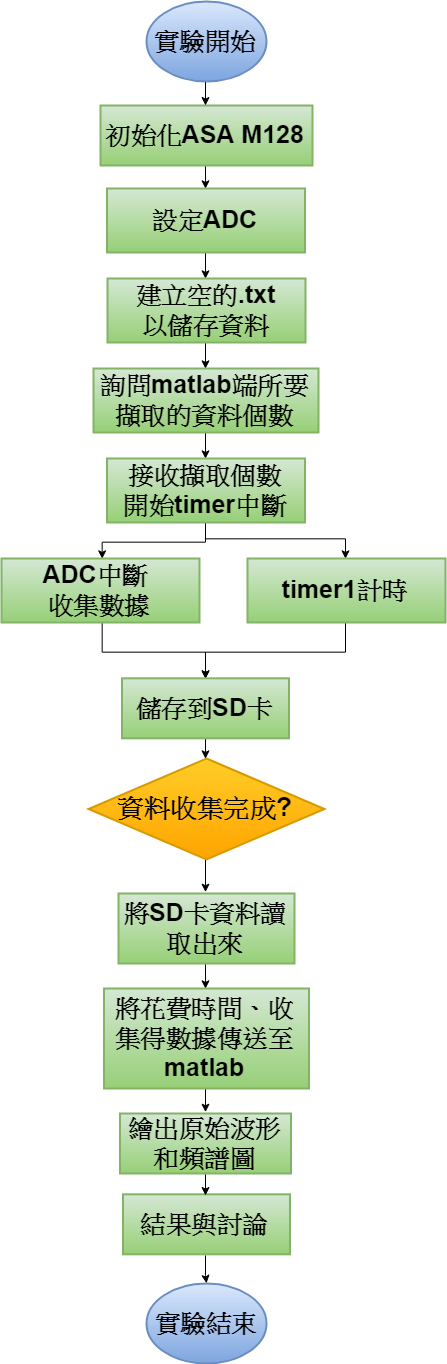 實驗開始
初始化ASA M128
設定ADC
建立空的.txt
以儲存資料
詢問matlab端所要
擷取的資料個數
接收擷取個數
開始timer中斷
ADC中斷
收集數據
timer1計時
儲存到SD卡
資料收集完成?
將SD卡資料讀
取出來
將花費時間、收
集得數據傳送至
matlab
繪出原始波形
和頻譜圖
結果與討論
實驗結束